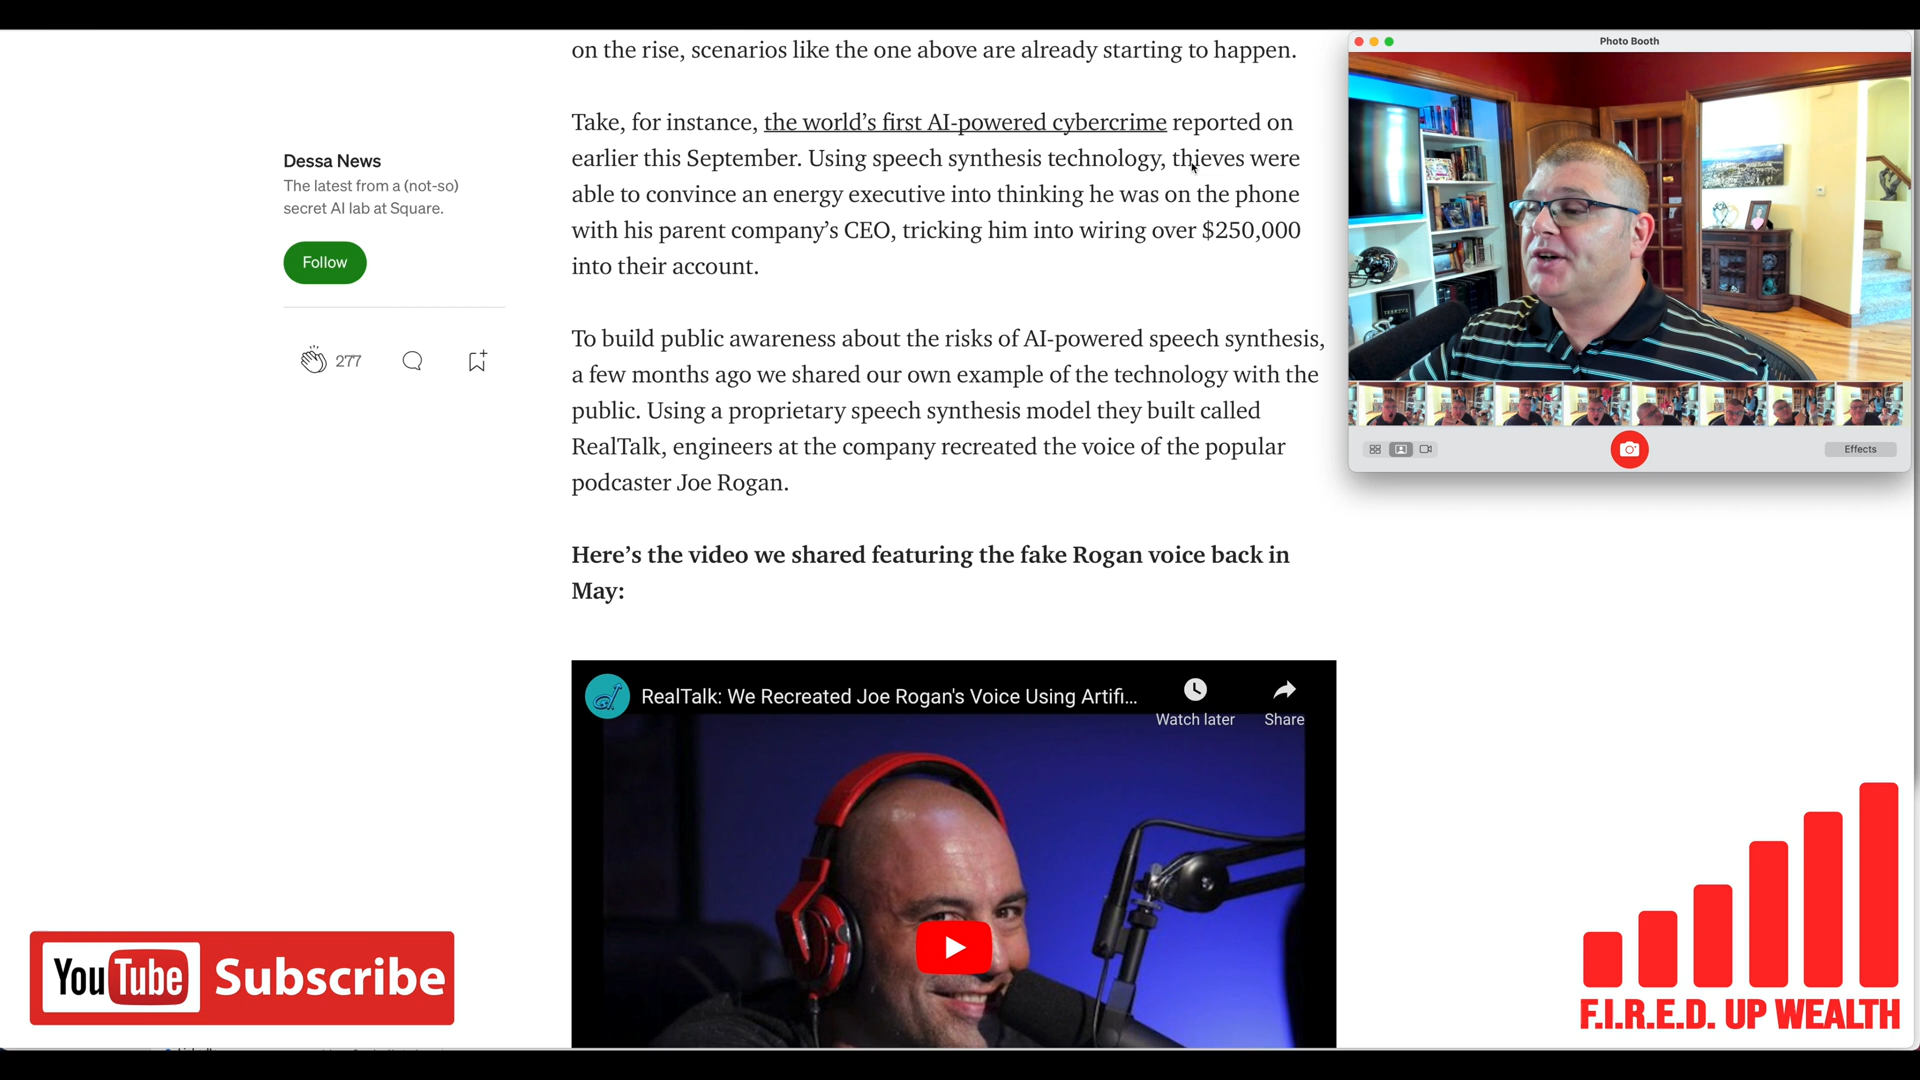 on the rise, scenarios like the one above are already starting to happen.
Take, for instance, the world’s first AI-powered cybercrime reported on
earlier this September. Using speech synthesis technology, thieves were
able to convince an energy executive into thinking he was on the phone
with his parent company’s CEO, tricking him into wiring over $250,000
into their account.
To build public awareness about the risks of AI-powered speech synthesis,
a few months ago we shared our own example of the technology with the
public. Using a proprietary speech synthesis model they built called
RealTalk, engineers at the company recreated the voice of the popular
podcaster Joe Rogan.
Here’s the video we shared featuring the fake Rogan voice back in
May:
RealTalk: We Recreated Joe Rogan's Voice Using Artifi...
Watch later
Share
Dessa News
The latest from a (not-so)
secret AI lab at Square.
Follow
277
Photo Booth
Effects
YouTube Subscribe
F.I.R.E.D. UP WEALTH